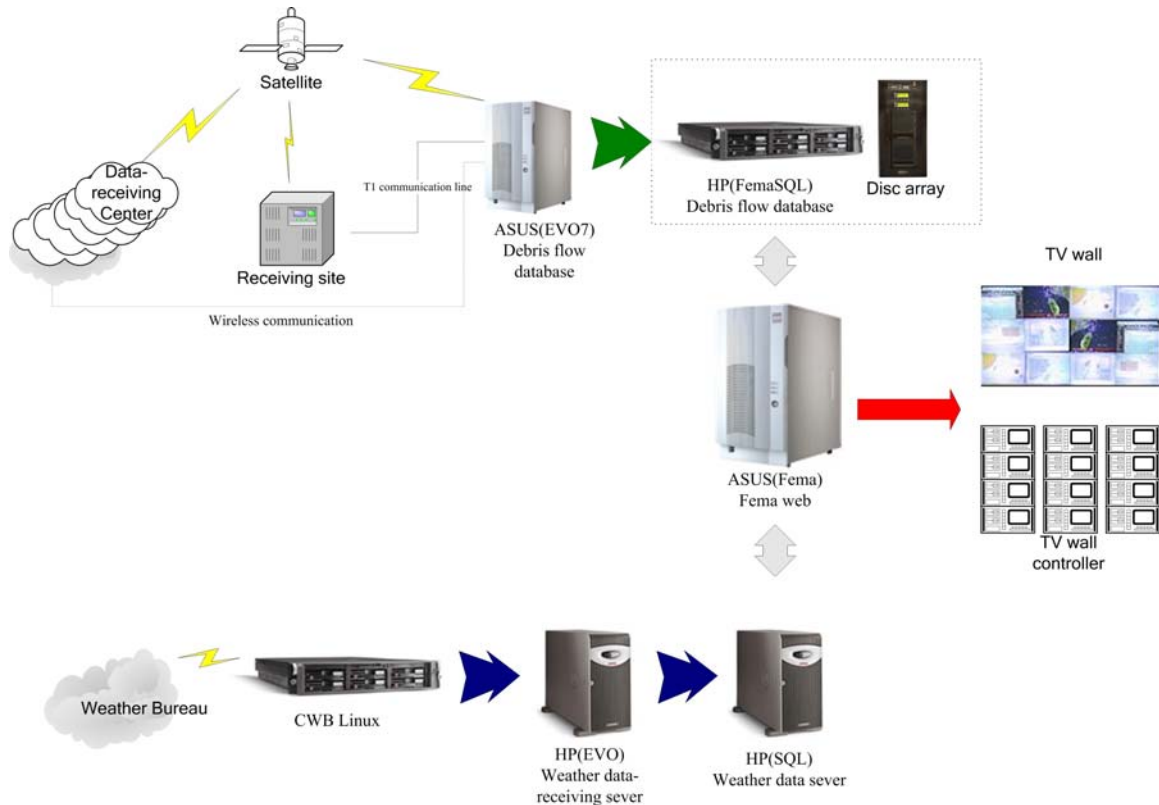 Satellite
Data-
receiving
Center
T1 communication line
Receiving site
Wireless communication
ASUS(EVO7)
Debris flow
database
HP(FemaSQL)
Debris flow database
Disc array
TV wall
ASUS(Fema)
Fema web
TV wall
controller
Weather Bureau
CWB Linux
HP(EVO)
Weather data-
receiving sever
HP(SQL)
Weather data sever